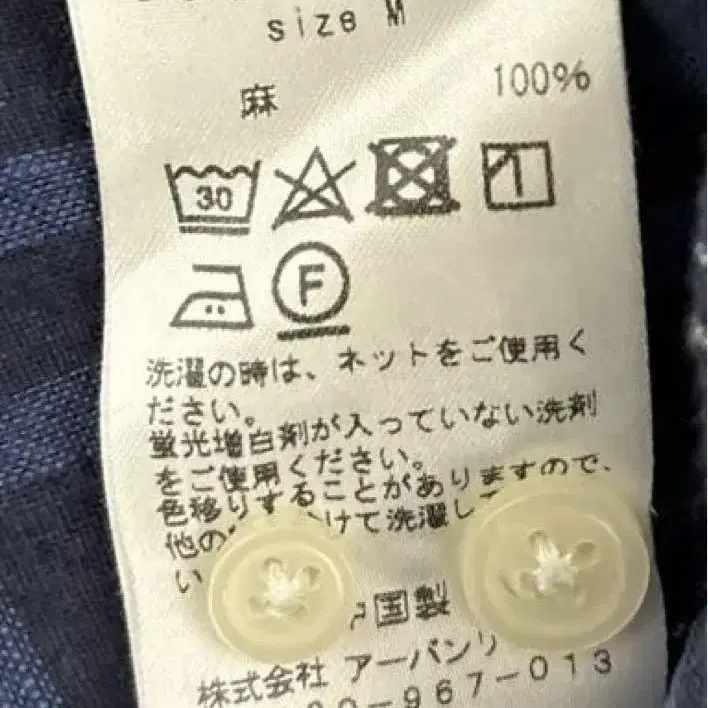 size M
麻 100%
30
F
洗濯の時は、ネットをご使用く
ださい。
蛍光増白剤が入っていない洗剤
をご使用ください。
色移りすることがありますので、
他の けて洗濯し
い
国製
株式会社 アーバンリ
0-967-013